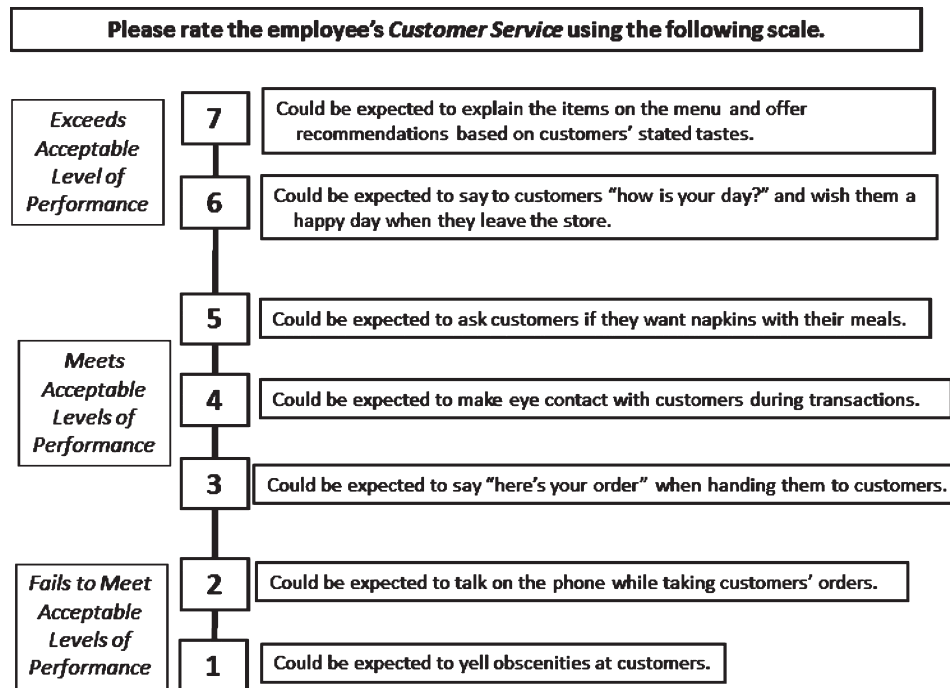 Please rate the employee's Customer Service using the following scale.
Exceeds
Acceptable
Level of
Performance
7
Could be expected to explain the items on the menu and offer
recommendations based on customers' stated tastes.
6
Could be expected to say to customers "how is your day?" and wish them a
happy day when they leave the store.
Meets
Acceptable
Levels of
Performance
5
Could be expected to ask customers if they want napkins with their meals.
4
Could be expected to make eye contact with customers during transactions.
3
Could be expected to say "here's your order" when handing them to customers.
Fails to Meet
Acceptable
Levels of
Performance
2
Could be expected to talk on the phone while taking customers' orders.
1
Could be expected to yell obscenities at customers.